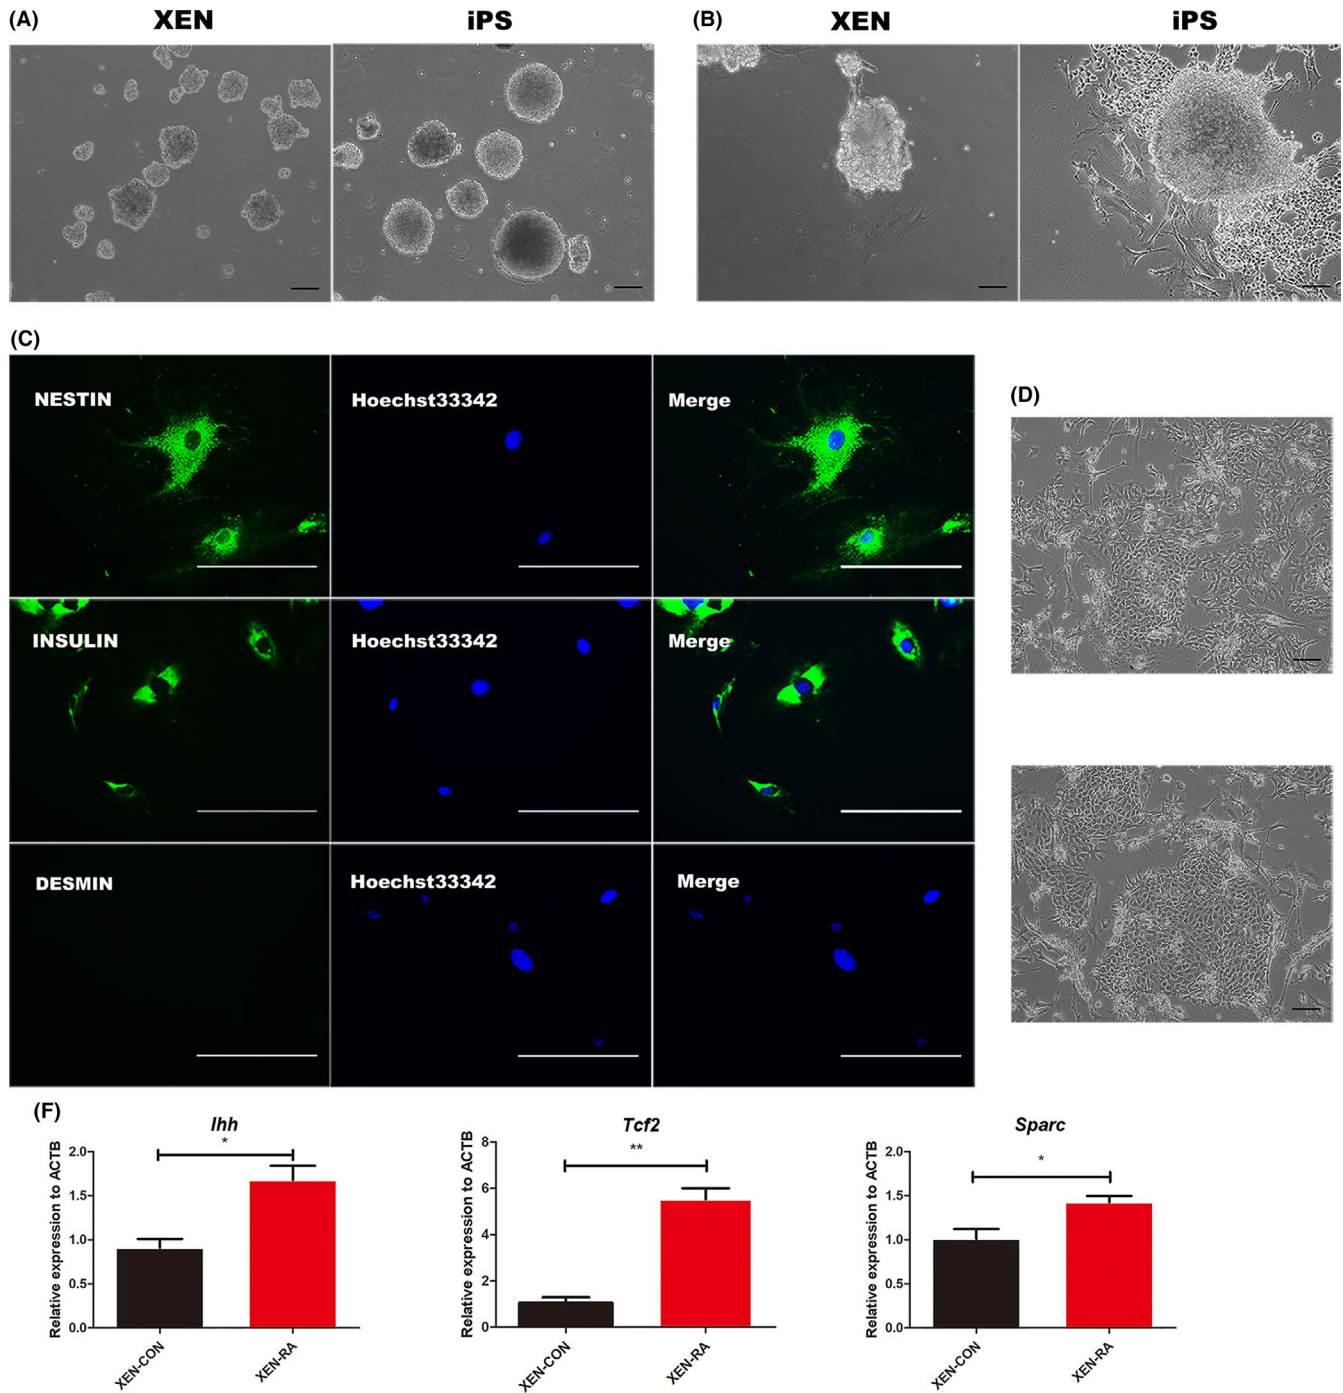 (A) XEN iPS
(B) XEN iPS
(C)
NESTIN Hoechst33342 Merge
INSULIN Hoechst33342 Merge
DESMIN Hoechst33342 Merge
(D)
(F)
Ihh
*
Relative expression to ACTB
2.0
1.5
1.0
0.5
0.0
XEN-CON XEN-RA
Tcf2
**
Relative expression to ACTB
8
6
4
2
0
XEN-CON XEN-RA
Sparc
*
Relative expression to ACTB
2.0
1.5
1.0
0.5
0.0
XEN-CON XEN-RA